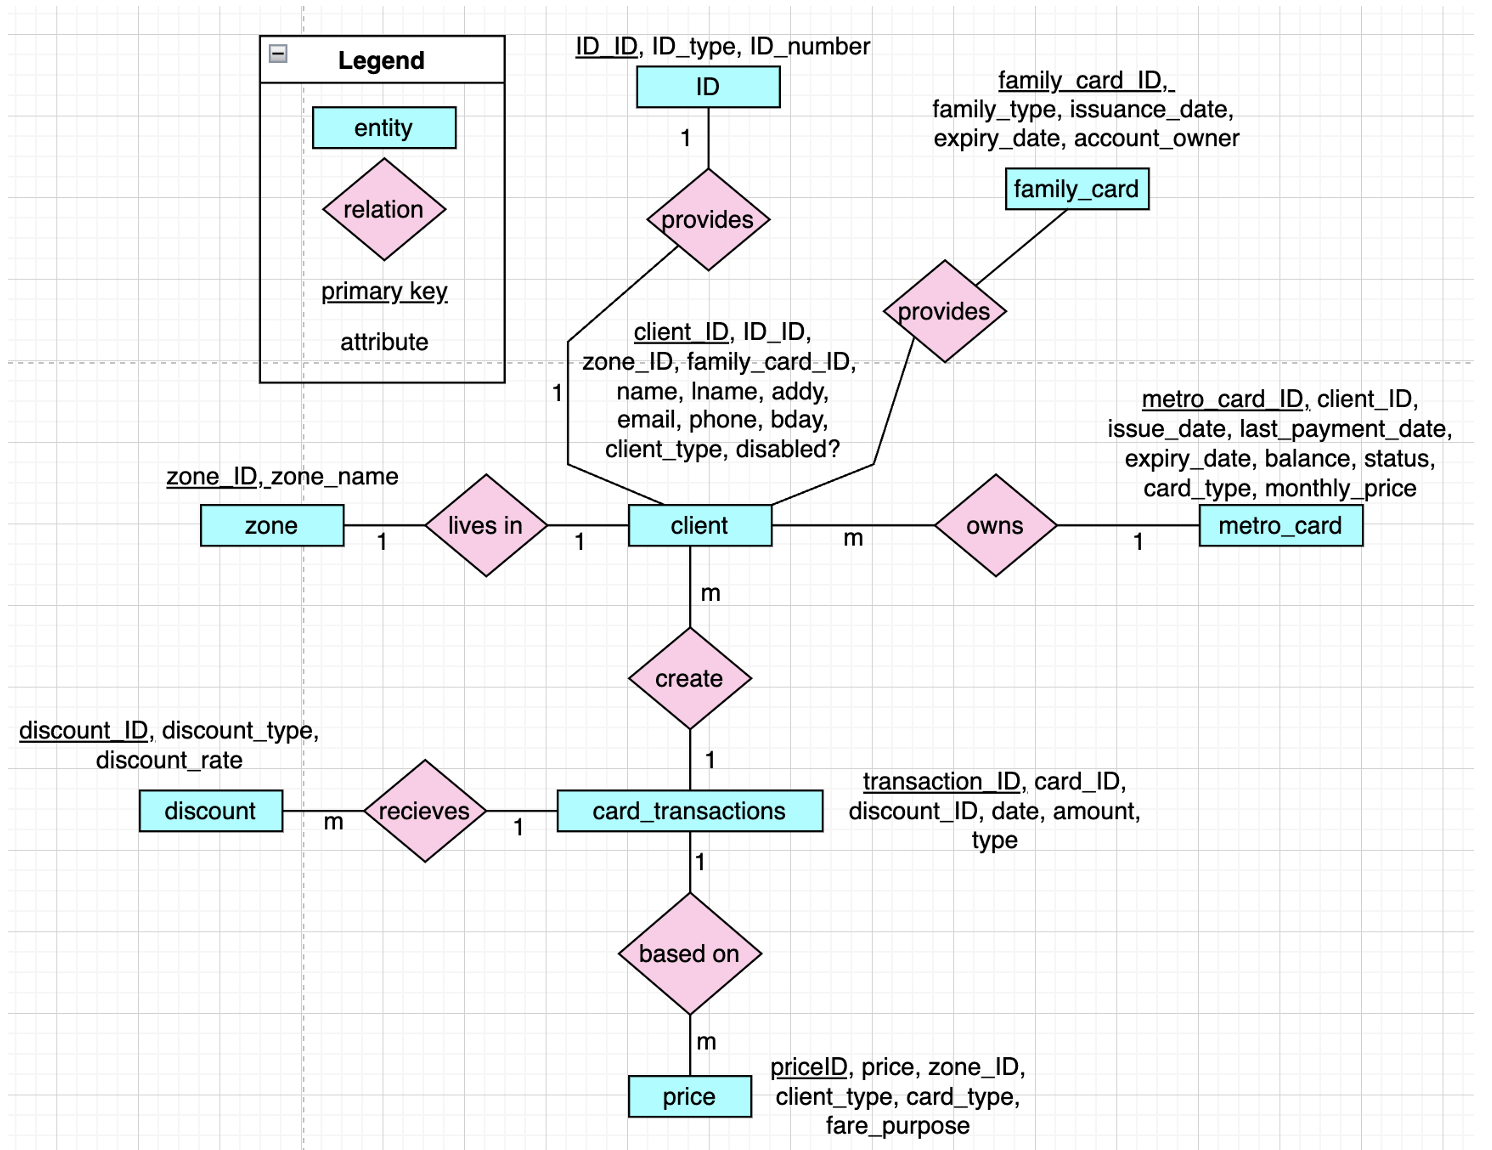 Legend
entity
relation
primary key
attribute
ID_ID, ID_type, ID_number
ID
1
provides
1
family_card_ID,
family_type, issuance_date,
expiry_date, account_owner
family_card
provides
client_ID, ID_ID,
zone_ID, family_card_ID,
name, lname, addy,
email, phone, bday,
client_type, disabled?
metro_card_ID, client_ID,
issue_date, last_payment_date,
expiry_date, balance, status,
card_type, monthly_price
zone_ID, zone_name
zone
1
lives in
1
client
m
owns
1
metro_card
m
create
1
discount_ID, discount_type,
discount_rate
discount
m
recieves
1
card_transactions
transaction_ID, card_ID,
discount_ID, date, amount,
type
1
based on
m
price
priceID, price, zone_ID,
client_type, card_type,
fare_purpose